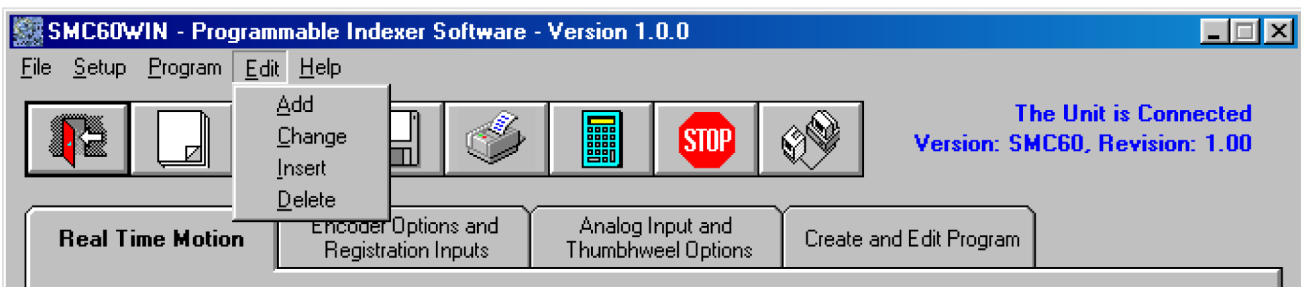 SMC60WIN - Programmable Indexer Software - Version 1.0.0
File Setup Program Edit Help
Add
Change
Insert
Delete
STOP
The Unit is Connected
Version: SMC60, Revision: 1.00
Real Time Motion
Encoder Options and
Registration Inputs
Analog Input and
Thumbhweel Options
Create and Edit Program